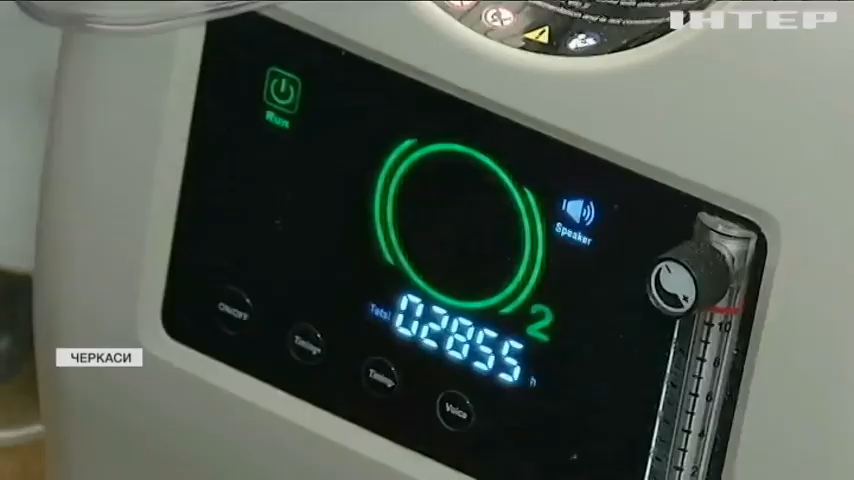 ІНТЕР
Run
O2
Speaker
Total 02855 h
ON/OFF
Timing+
Timing-
Voice
10
8
6
4
2
ЧЕРКАСИ